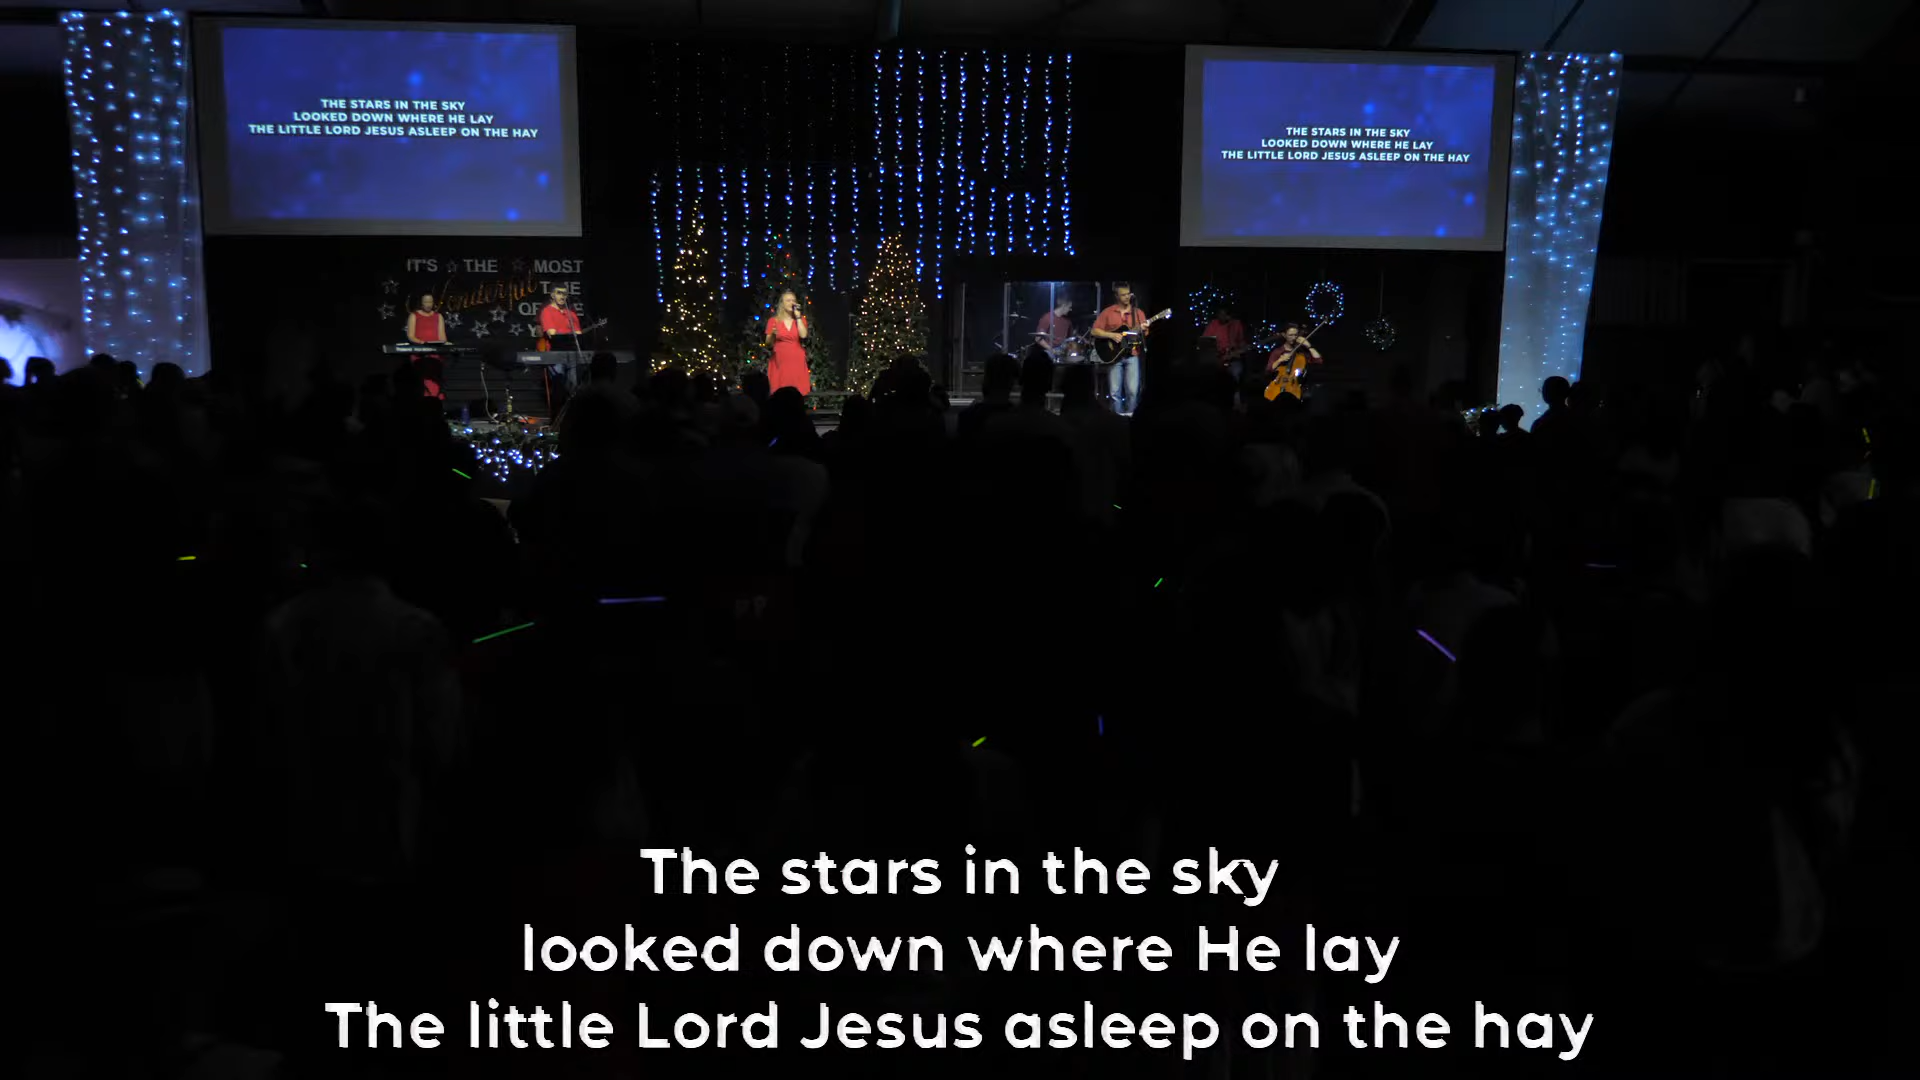 THE STARS IN THE SKY
LOOKED DOWN WHERE HE LAY
THE LITTLE LORD JESUS ASLEEP ON THE HAY
THE STARS IN THE SKY
LOOKED DOWN WHERE HE LAY
THE LITTLE LORD JESUS ASLEEP ON THE HAY
IT'S THE MOST
Wonderful
The stars in the sky
looked down where He lay
The little Lord Jesus asleep on the hay